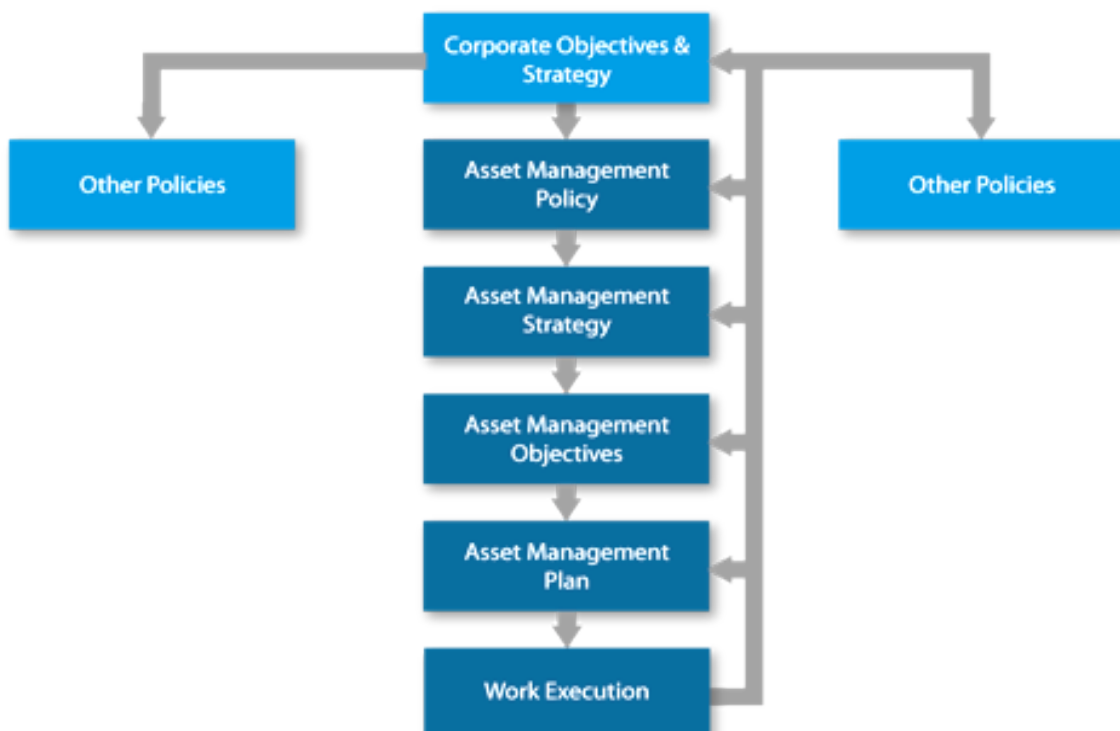 Corporate Objectives &
Strategy
Other Policies
Asset Management
Policy
Other Policies
Asset Management
Strategy
Asset Management
Objectives
Asset Management
Plan
Work Execution